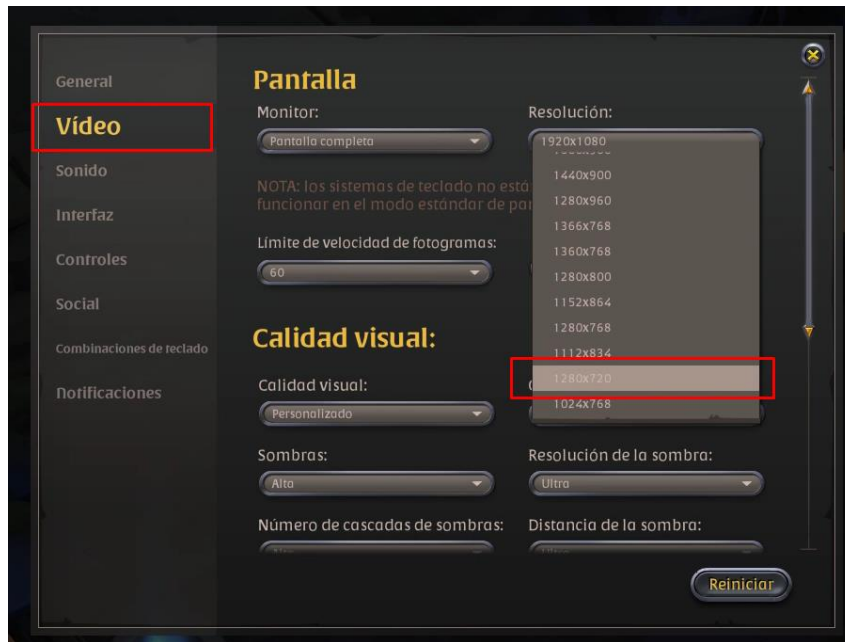 General
Vídeo
Sonido
Interfaz
Controles
Social
Combinaciones de teclado
Notificaciones
Pantalla
Monitor:
Pantalla completa
Resolución:
1920x1080
1440x900
1280x960
1366x768
1360x768
1280x800
1152x864
1280x768
1112x834
1280x720
1024x768
NOTA: los sistemas de teclado no está
funcionar en el modo estándar de pan
Límite de velocidad de fotogramas:
60
Calidad visual:
Calidad visual:
Personalizado
Sombras:
Alta
Resolución de la sombra:
Ultra
Número de cascadas de sombras:
Distancia de la sombra:
Reiniciar